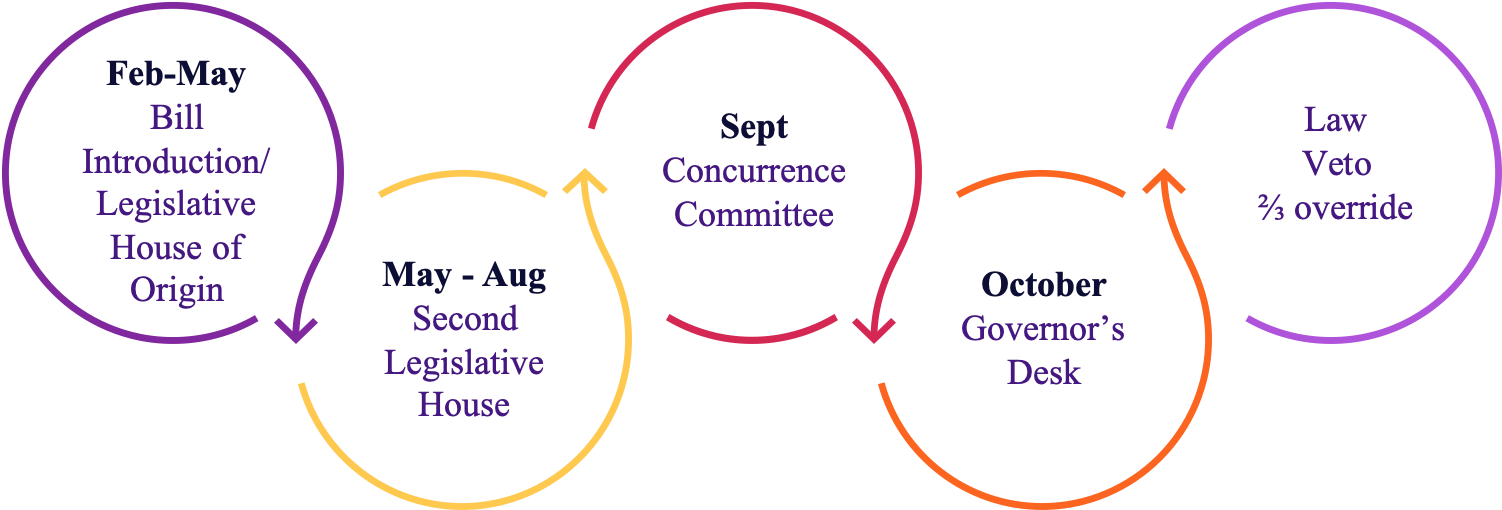 Feb-May
Bill
Introduction/
Legislative
House of
Origin
May - Aug
Second
Legislative
House
Sept
Concurrence
Committee
October
Governor’s
Desk
Law
Veto
⅔ override